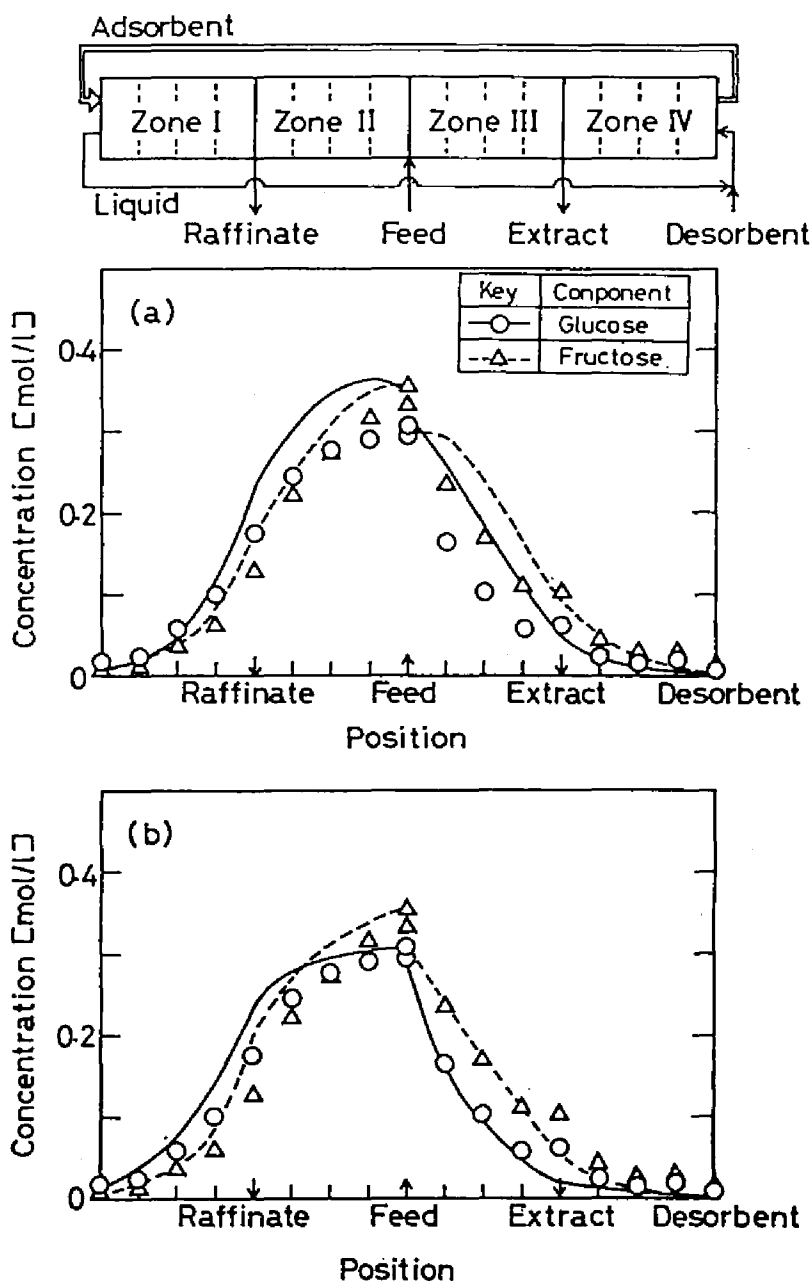 Adsorbent
Zone I Zone II Zone III Zone IV
Liquid
Raffinate Feed Extract Desorbent
(a)
Key Conponent
Glucose
Fructose
Concentration [mol/l]
0.4
0.2
0
Raffinate Feed Extract Desorbent
Position
(b)
Concentration [mol/l]
0.4
0.2
0
Raffinate Feed Extract Desorbent
Position